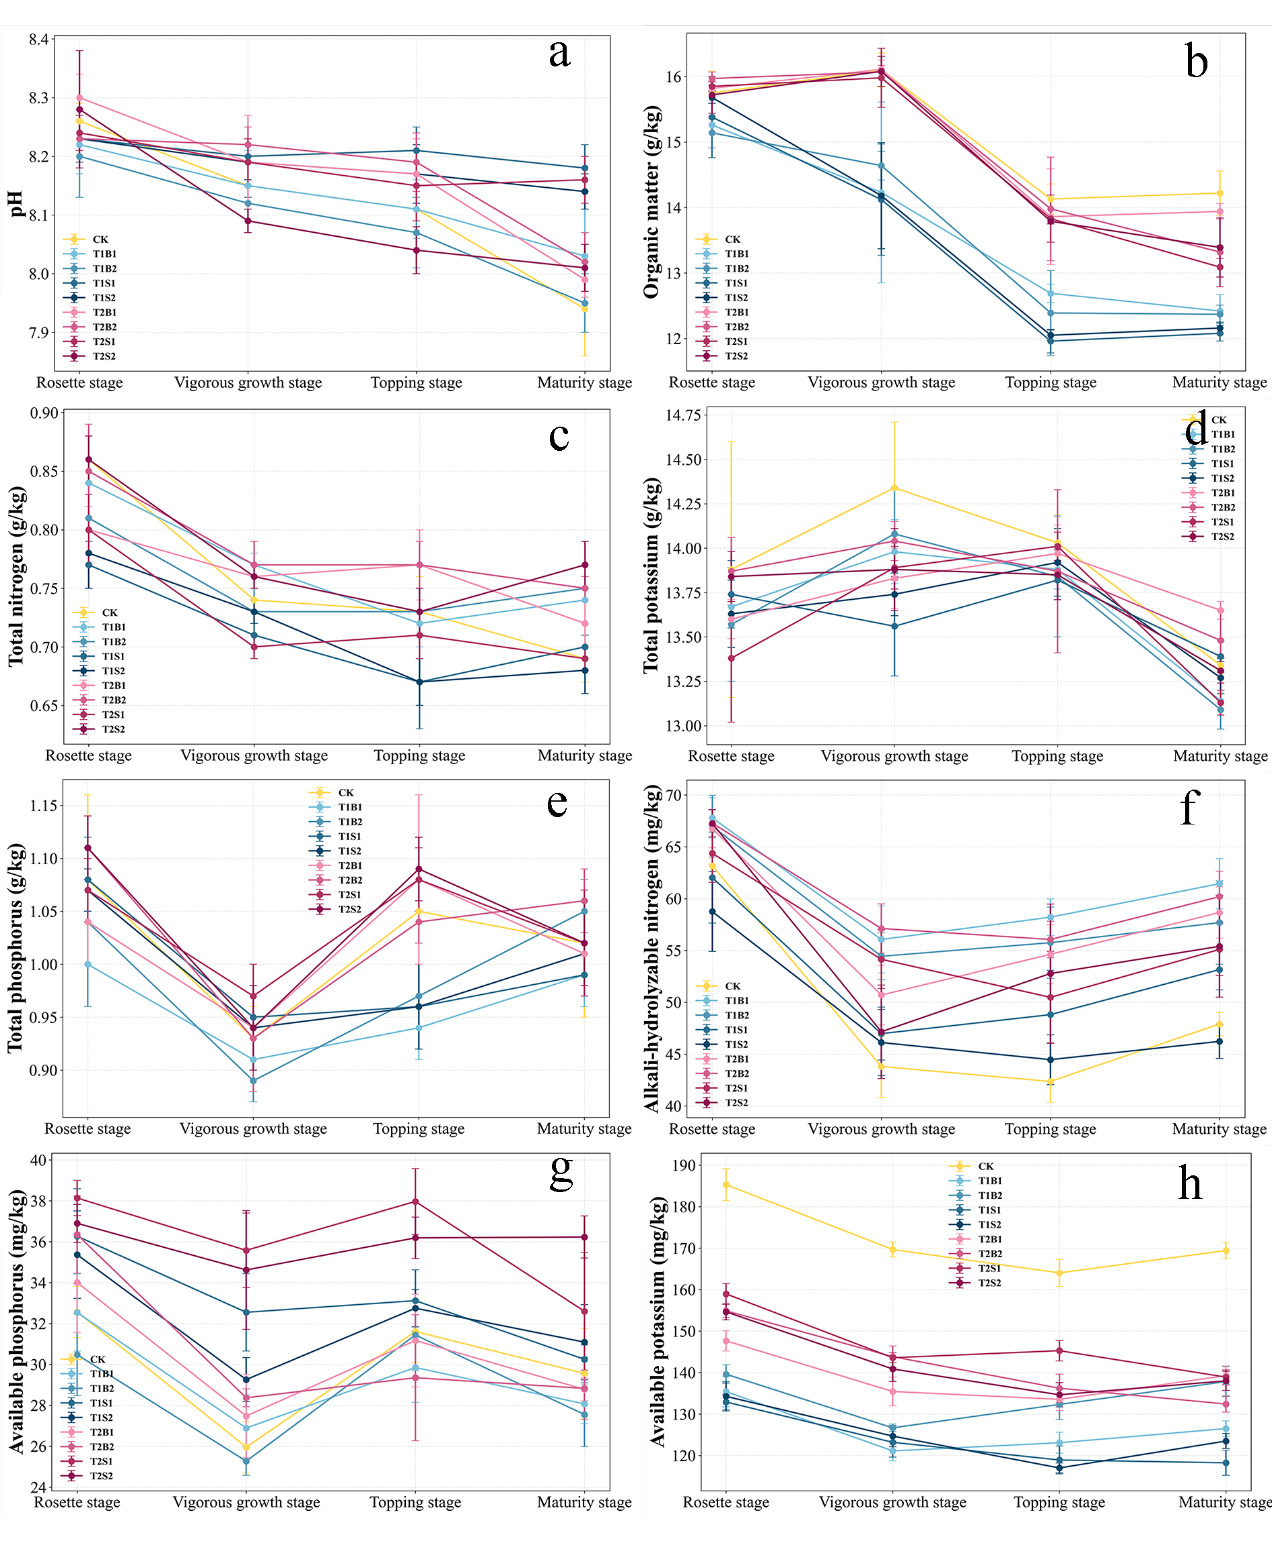 a
pH
8.4
8.3
8.2
8.1
8.0
7.9
CK
T1B1
T1B2
T1S1
T1S2
T2B1
T2B2
T2S1
T2S2
Rosette stage Vigorous growth stage Topping stage Maturity stage
b
Organic matter (g/kg)
16
15
14
13
12
CK
T1B1
T1B2
T1S1
T1S2
T2B1
T2B2
T2S1
T2S2
Rosette stage Vigorous growth stage Topping stage Maturity stage
c
Total nitrogen (g/kg)
0.90
0.85
0.80
0.75
0.70
0.65
CK
T1B1
T1B2
T1S1
T1S2
T2B1
T2B2
T2S1
T2S2
Rosette stage Vigorous growth stage Topping stage Maturity stage
d
Total potassium (g/kg)
14.75
14.50
14.25
14.00
13.75
13.50
13.25
13.00
CK
T1B1
T1B2
T1S1
T1S2
T2B1
T2B2
T2S1
T2S2
Rosette stage Vigorous growth stage Topping stage Maturity stage
e
Total phosphorus (g/kg)
1.15
1.10
1.05
1.00
0.95
0.90
CK
T1B1
T1B2
T1S1
T1S2
T2B1
T2B2
T2S1
T2S2
Rosette stage Vigorous growth stage Topping stage Maturity stage
f
Alkali-hydrolyzable nitrogen (mg/kg)
70
65
60
55
50
45
40
CK
T1B1
T1B2
T1S1
T1S2
T2B1
T2B2
T2S1
T2S2
Rosette stage Vigorous growth stage Topping stage Maturity stage
g
Available phosphorus (mg/kg)
40
38
36
34
32
30
28
26
24
CK
T1B1
T1B2
T1S1
T1S2
T2B1
T2B2
T2S1
T2S2
Rosette stage Vigorous growth stage Topping stage Maturity stage
h
Available potassium (mg/kg)
190
180
170
160
150
140
130
120
CK
T1B1
T1B2
T1S1
T1S2
T2B1
T2B2
T2S1
T2S2
Rosette stage Vigorous growth stage Topping stage Maturity stage